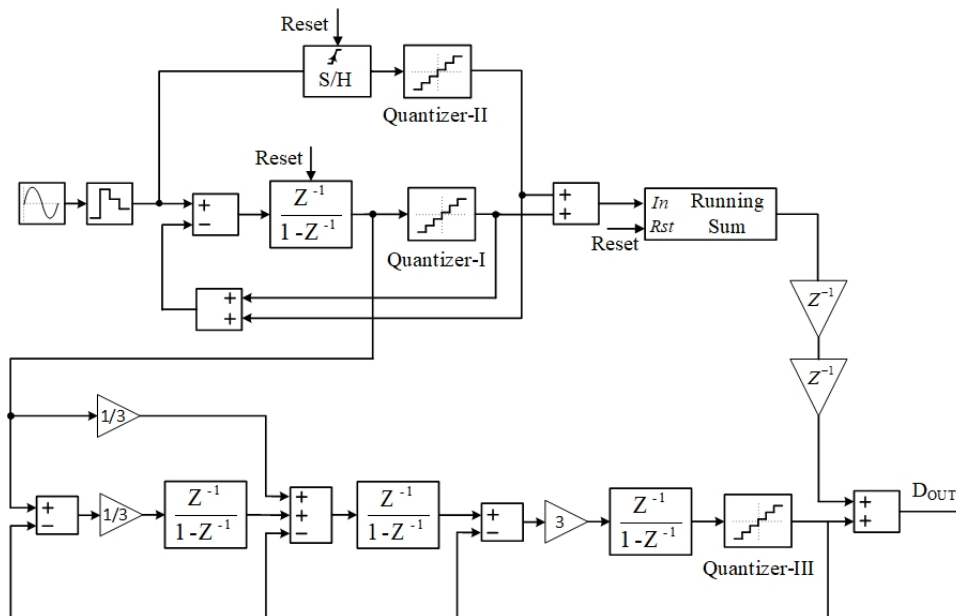 Reset
S/H
Quantizer-II
Reset
+
−
Z⁻¹
1-Z⁻¹
Quantizer-I
+
+
+
+
In Running
Rst Sum
Reset
Z⁻¹
Z⁻¹
1/3
+
−
1/3
Z⁻¹
1-Z⁻¹
+
+
−
Z⁻¹
1-Z⁻¹
+
−
3
Z⁻¹
1-Z⁻¹
Quantizer-III
+
+
D_OUT